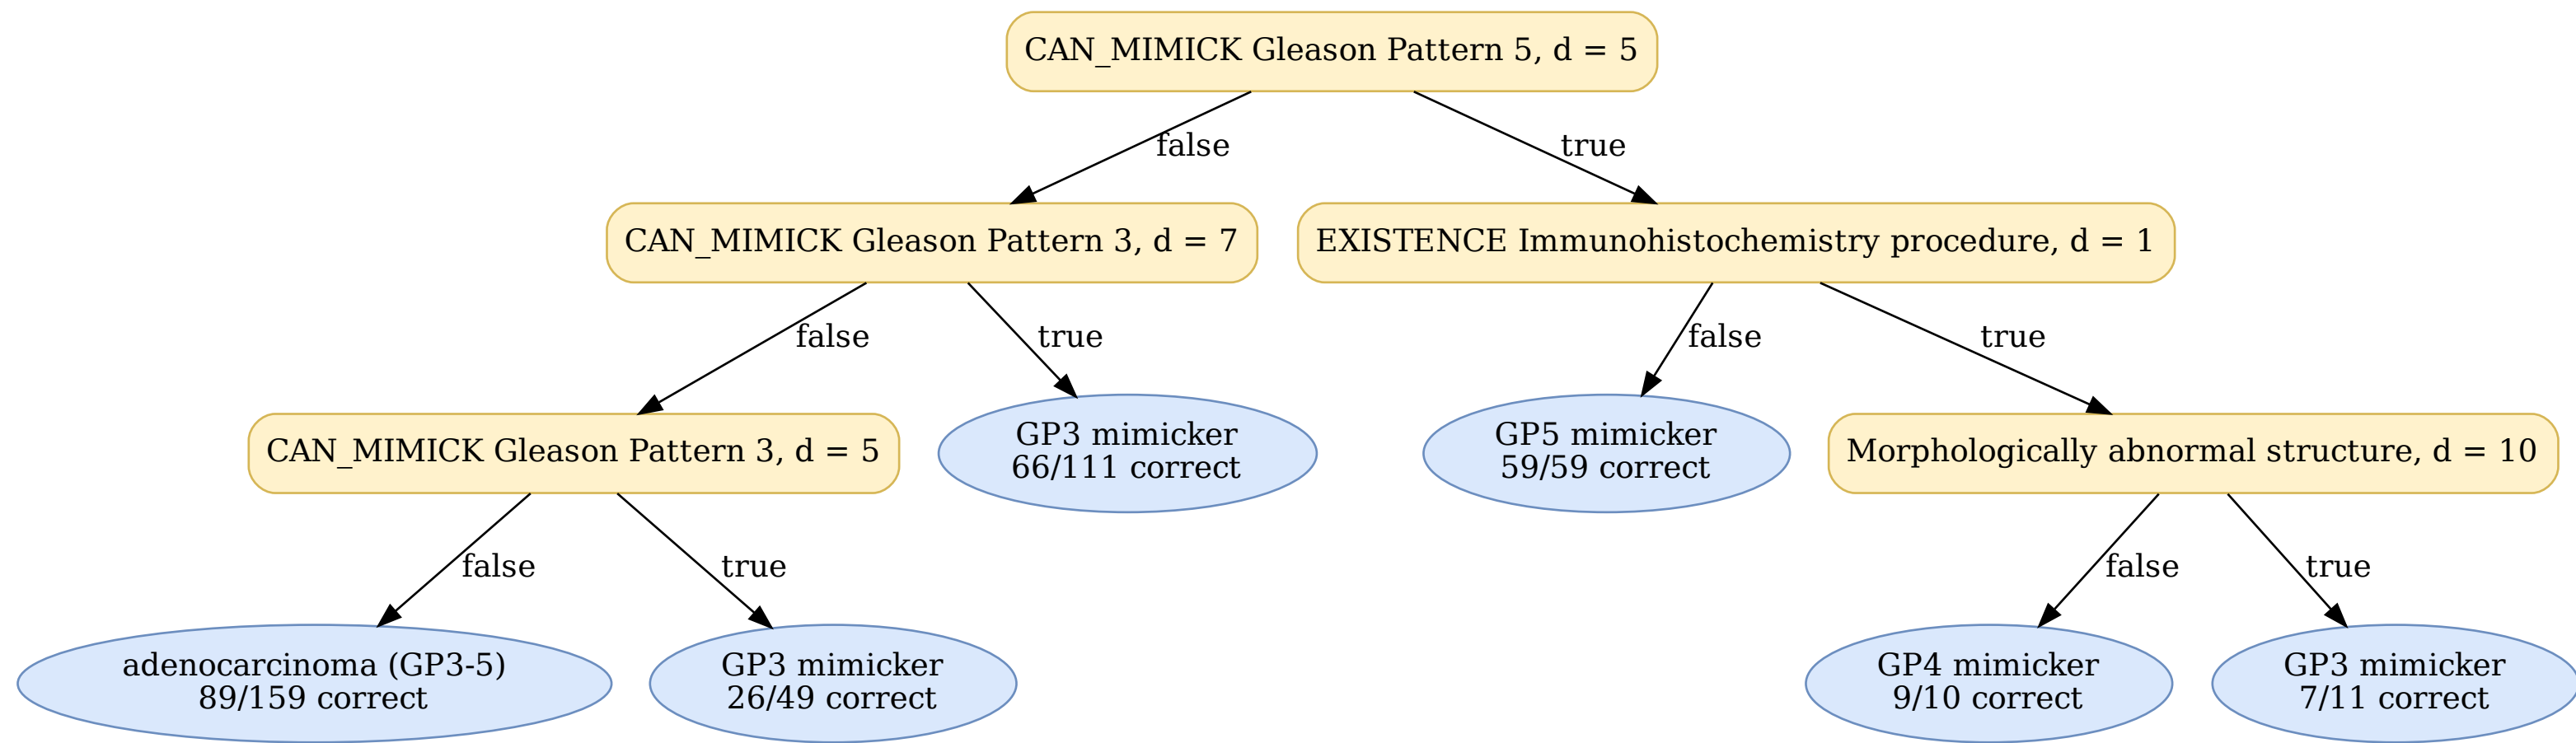 CAN_MIMICK Gleason Pattern 5, d = 5
false
true
CAN_MIMICK Gleason Pattern 3, d = 7
EXISTENCE Immunohistochemistry procedure, d = 1
false
true
false
true
CAN_MIMICK Gleason Pattern 3, d = 5
GP3 mimicker
66/111 correct
GP5 mimicker
59/59 correct
Morphologically abnormal structure, d = 10
false
true
false
true
adenocarcinoma (GP3-5)
89/159 correct
GP3 mimicker
26/49 correct
GP4 mimicker
9/10 correct
GP3 mimicker
7/11 correct